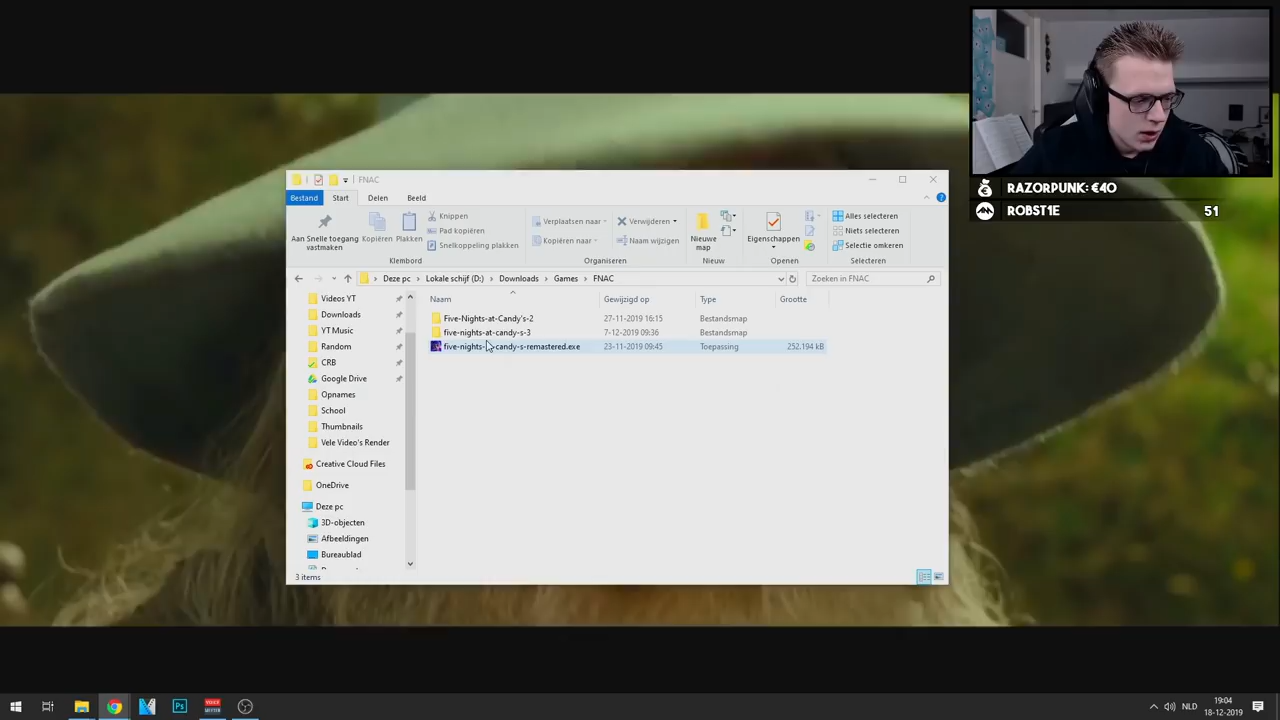 FNAC
Bestand Start Delen Beeld
Aan Snelle toegang vastmaken
Kopiëren
Plakken
Knippen
Pad kopiëren
Snelkoppeling plakken
Klembord
Verplaatsen naar
Kopiëren naar
Verwijderen
Naam wijzigen
Organiseren
Nieuwe map
Nieuw
Eigenschappen
Openen
Alles selecteren
Niets selecteren
Selectie omkeren
Selecteren
Deze pc > Lokale schijf (D:) > Downloads > Games > FNAC
Zoeken in FNAC
Naam Gewijzigd op Type Grootte
Five-Nights-at-Candy's-2 27-11-2019 16:15 Bestandsmap
five-nights-at-candy-s-3 7-12-2019 09:36 Bestandsmap
five-nights- candy-s-remastered.exe 23-11-2019 09:45 Toepassing 252.194 kB
Videos YT
Downloads
YT Music
Random
CRB
Google Drive
Opnames
School
Thumbnails
Vele Video's Render
Creative Cloud Files
OneDrive
Deze pc
3D-objecten
Afbeeldingen
Bureaublad
3 items
RAZORPUNK: €40
ROBST1E 51
Ps
NLD
19:04
18-12-2019